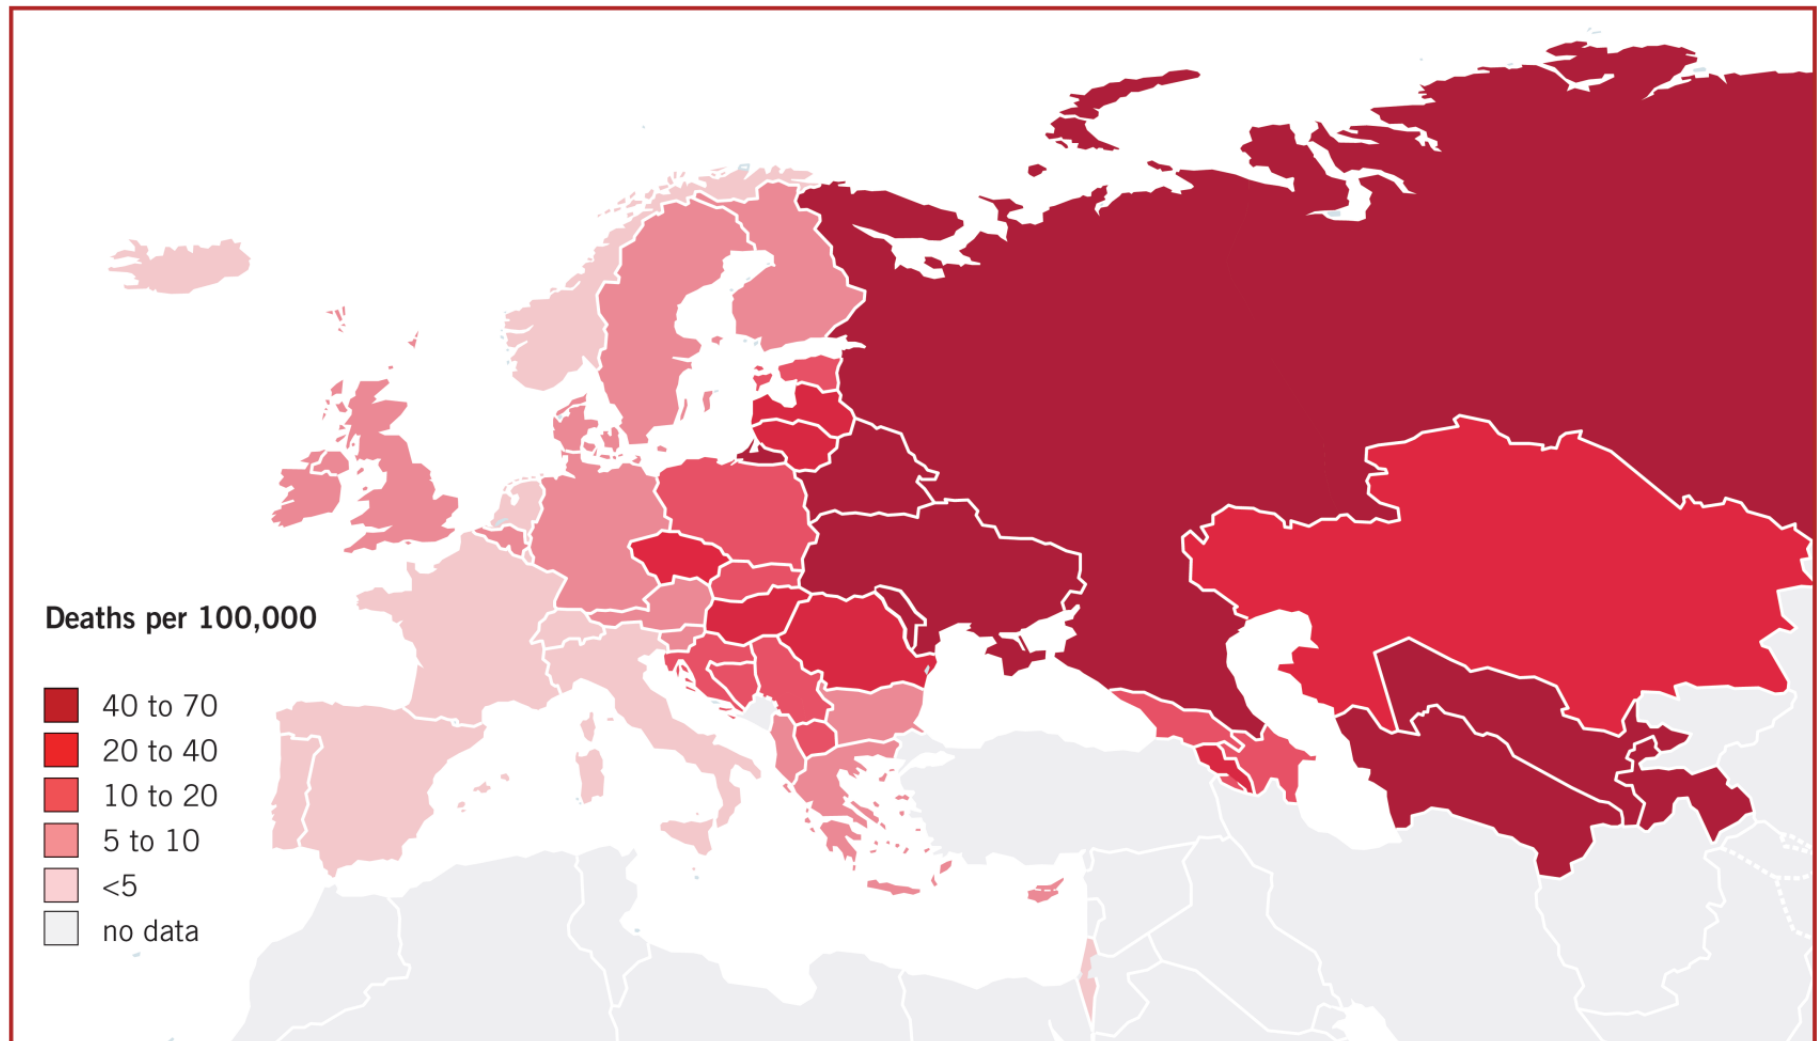 Deaths per 100,000
40 to 70
20 to 40
10 to 20
5 to 10
<5
no data